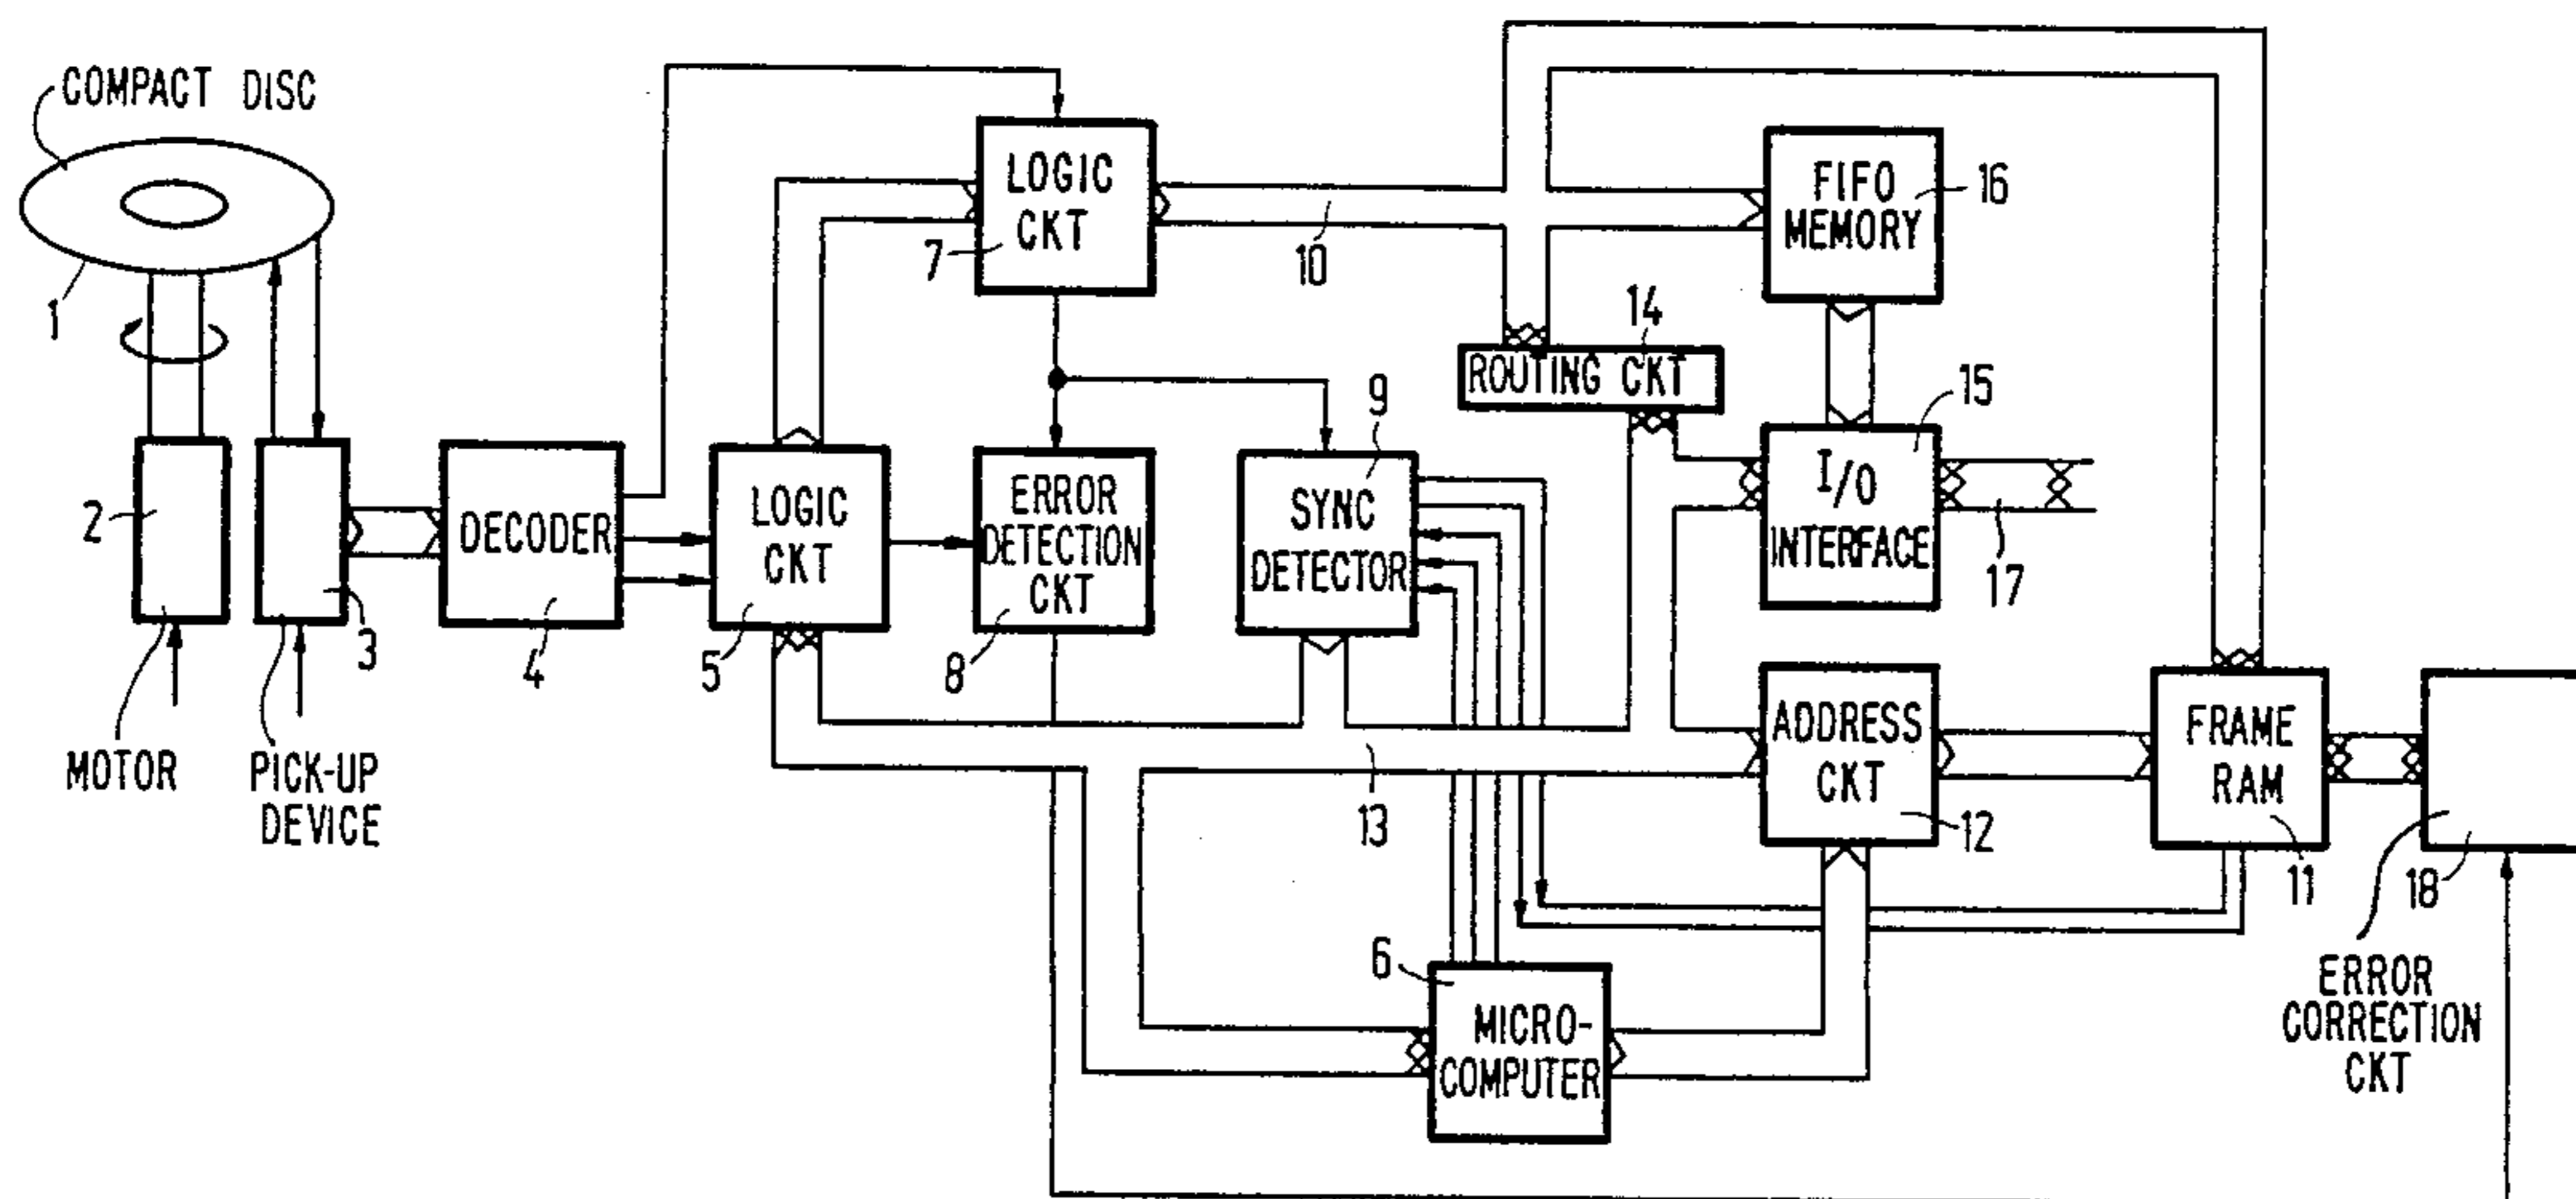 COMPACT DISC
1
2
MOTOR
3
PICK-UP
DEVICE
DECODER
4
LOGIC
CKT
5
LOGIC
CKT
7
ERROR
DETECTION
CKT
8
SYNC
DETECTOR
9
10
ROUTING CKT
14
FIFO
MEMORY
16
I/O
INTERFACE
15
17
13
ADDRESS
CKT
12
FRAME
RAM
11
18
ERROR
CORRECTION
CKT
6
MICRO-
COMPUTER